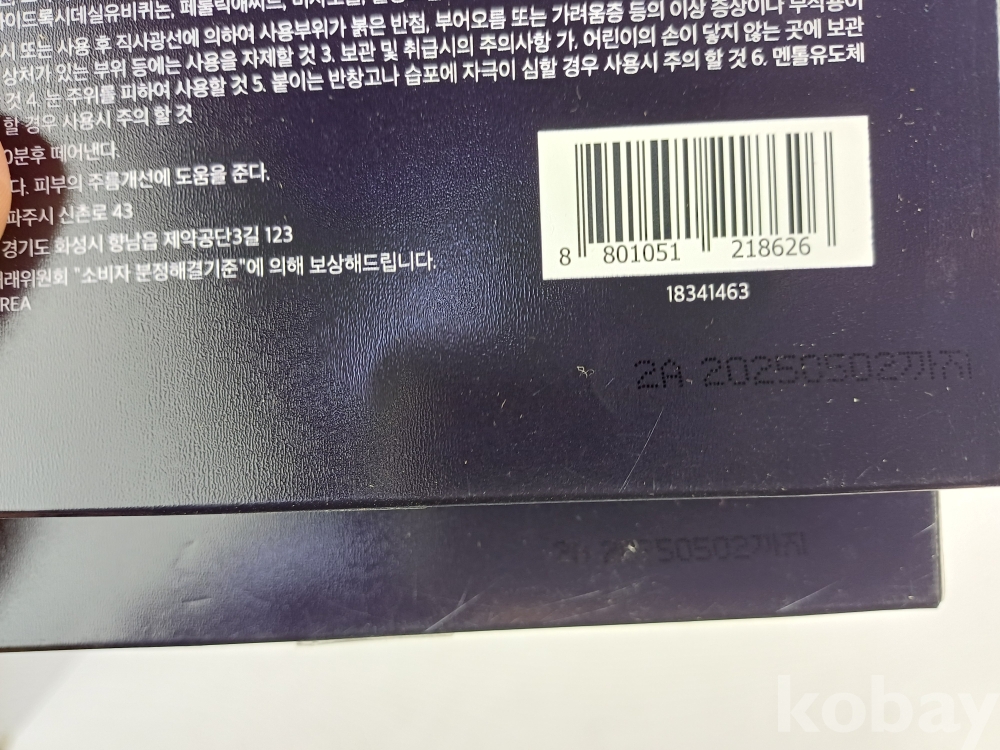 이드록시데실유비퀴논, 페룰릭애씨드,
시 또는 사용 후 직사광선에 의하여 사용부위가 붉은 반점, 부어오름 또는 가려움증 등의 이상 증상이나 부작용이
상처가 있는 부위 등에는 사용을 자제할 것 3. 보관 및 취급시의 주의사항 가. 어린이의 손이 닿지 않는 곳에 보관
것 4. 눈 주위를 피하여 사용할 것 5. 붙이는 반창고나 습포에 자극이 심할 경우 사용시 주의 할 것 6. 멘톨유도체
할 경우 사용시 주의 할 것
0분후 떼어낸다.
다. 피부의 주름개선에 도움을 준다.
파주시 신촌로 43
경기도 화성시 향남읍 제약공단3길 123
래위원회 "소비자 분쟁해결기준"에 의해 보상해드립니다.
REA
8 801051 218626
18341463
2A 20250502까지
20250502까지
kobay